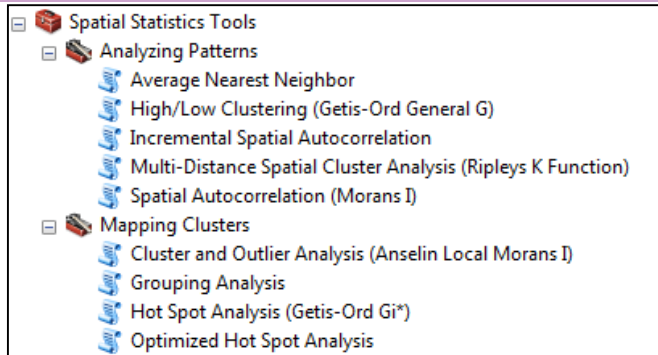 Spatial Statistics Tools
Analyzing Patterns
Average Nearest Neighbor
High/Low Clustering (Getis-Ord General G)
Incremental Spatial Autocorrelation
Multi-Distance Spatial Cluster Analysis (Ripleys K Function)
Spatial Autocorrelation (Morans I)
Mapping Clusters
Cluster and Outlier Analysis (Anselin Local Morans I)
Grouping Analysis
Hot Spot Analysis (Getis-Ord Gi*)
Optimized Hot Spot Analysis